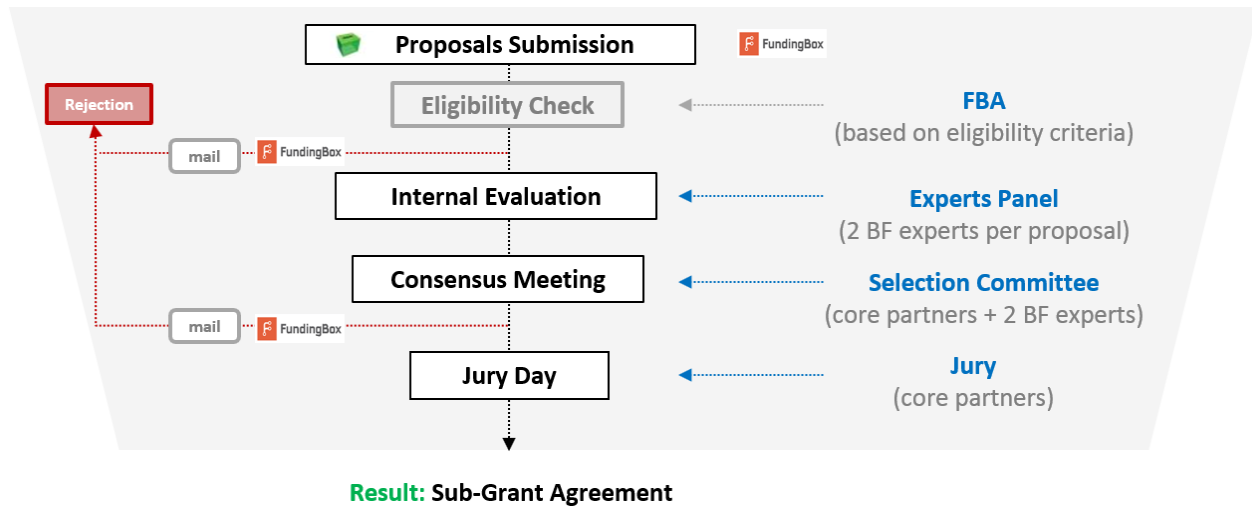 Proposals Submission
FundingBox
Rejection
Eligibility Check
FBA
(based on eligibility criteria)
mail
FundingBox
Internal Evaluation
Experts Panel
(2 BF experts per proposal)
Consensus Meeting
Selection Committee
(core partners + 2 BF experts)
mail
FundingBox
Jury Day
Jury
(core partners)
Result: Sub-Grant Agreement